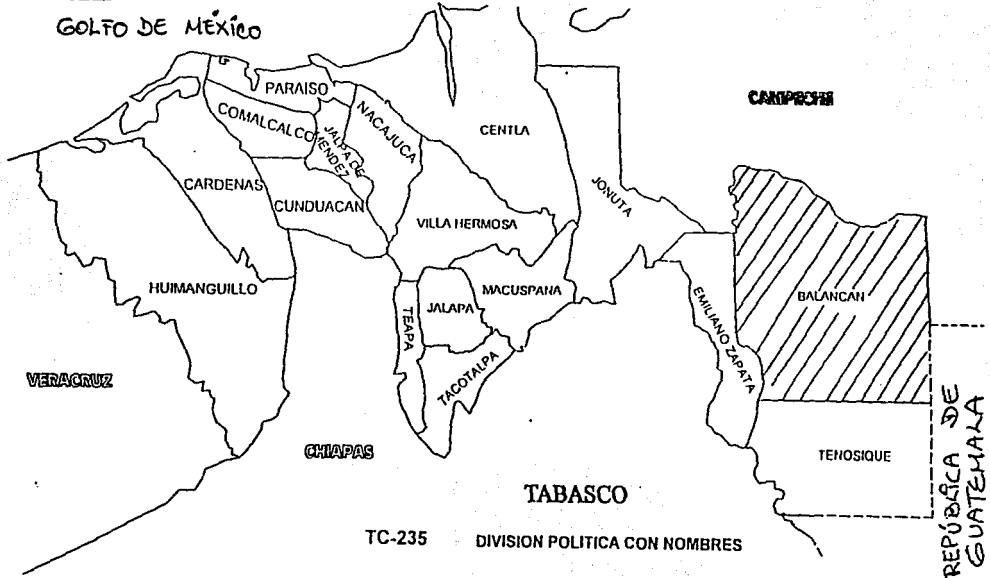 GOLFO DE MÉXICO
PARAISO
COMALCALCO
NACAJUCA
JALPA DE
MENDEZ
CENTLA
CAMPECHE
CARDENAS
CUNDUACAN
JONUTA
VILLA HERMOSA
HUIMANGUILLO
TEAPA
JALAPA
MACUSPANA
EMILIANO ZAPATA
BALANCAN
VERACRUZ
TACOTALPA
CHIAPAS
TENOSIQUE
REPÚBLICA DE
GUATEMALA
TABASCO
TC-235 DIVISION POLITICA CON NOMBRES